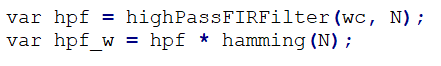 var hpf = highPassFIRFilter(wc, N);
var hpf_w = hpf * hamming(N);